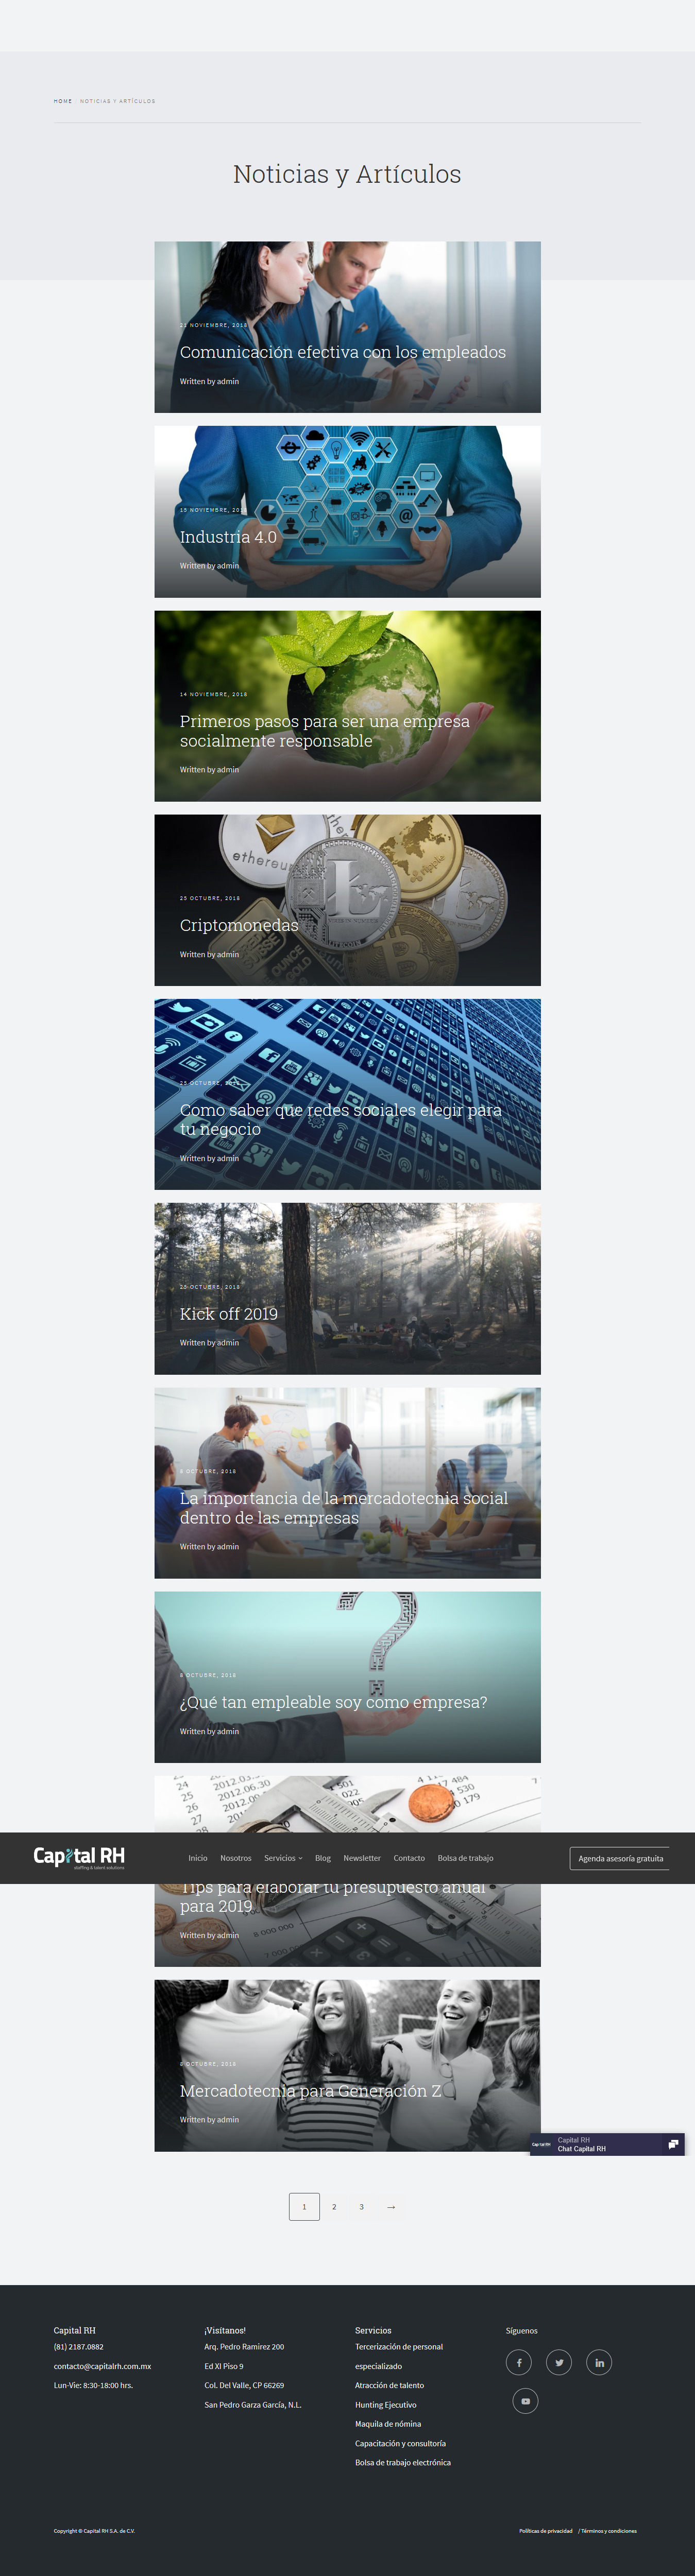 HOME NOTICIAS Y ARTÍCULOS
Noticias y Artículos
21 NOVIEMBRE, 2018
Comunicación efectiva con los empleados
Written by admin
Industria 4.0
Written by admin
14 NOVIEMBRE, 2018
Primeros pasos para ser una empresa
socialmente responsable
Written by admin
ethereum
OUNCE
GOLD
25 OCTUBRE, 2018
Criptomonedas
Written by admin
25 OCTUBRE, 2018
Como saber que redes sociales elegir para
tu negocio
Written by admin
25 OCTUBRE, 2018
Kick off 2019
Written by admin
8 OCTUBRE, 2018
La importancia de la mercadotecnia social
dentro de las empresas
Written by admin
8 OCTUBRE, 2018
¿Qué tan empleable soy como empresa?
Written by admin
Capital RH
staffing & talent solutions
Inicio
Nosotros
Servicios
Blog
Newsletter
Contacto
Bolsa de trabajo
Agenda asesoría gratuita
Tips para elaborar tu presupuesto anual
para 2019
Written by admin
8 OCTUBRE, 2018
Mercadotecnia para Generación Z
Written by admin
Capital RH
Chat Capital RH
1 2 3 →
Capital RH
(81) 2187.0882
contacto@capitalrh.com.mx
Lun-Vie: 8:30-18:00 hrs.
¡Visítanos!
Arq. Pedro Ramírez 200
Ed XI Piso 9
Col. Del Valle, CP 66269
San Pedro Garza García, N.L.
Servicios
Tercerización de personal
especializado
Atracción de talento
Hunting Ejecutivo
Maquila de nómina
Capacitación y consultoría
Bolsa de trabajo electrónica
Síguenos
Copyright © Capital RH S.A. de C.V.
Políticas de privacidad / Términos y condiciones